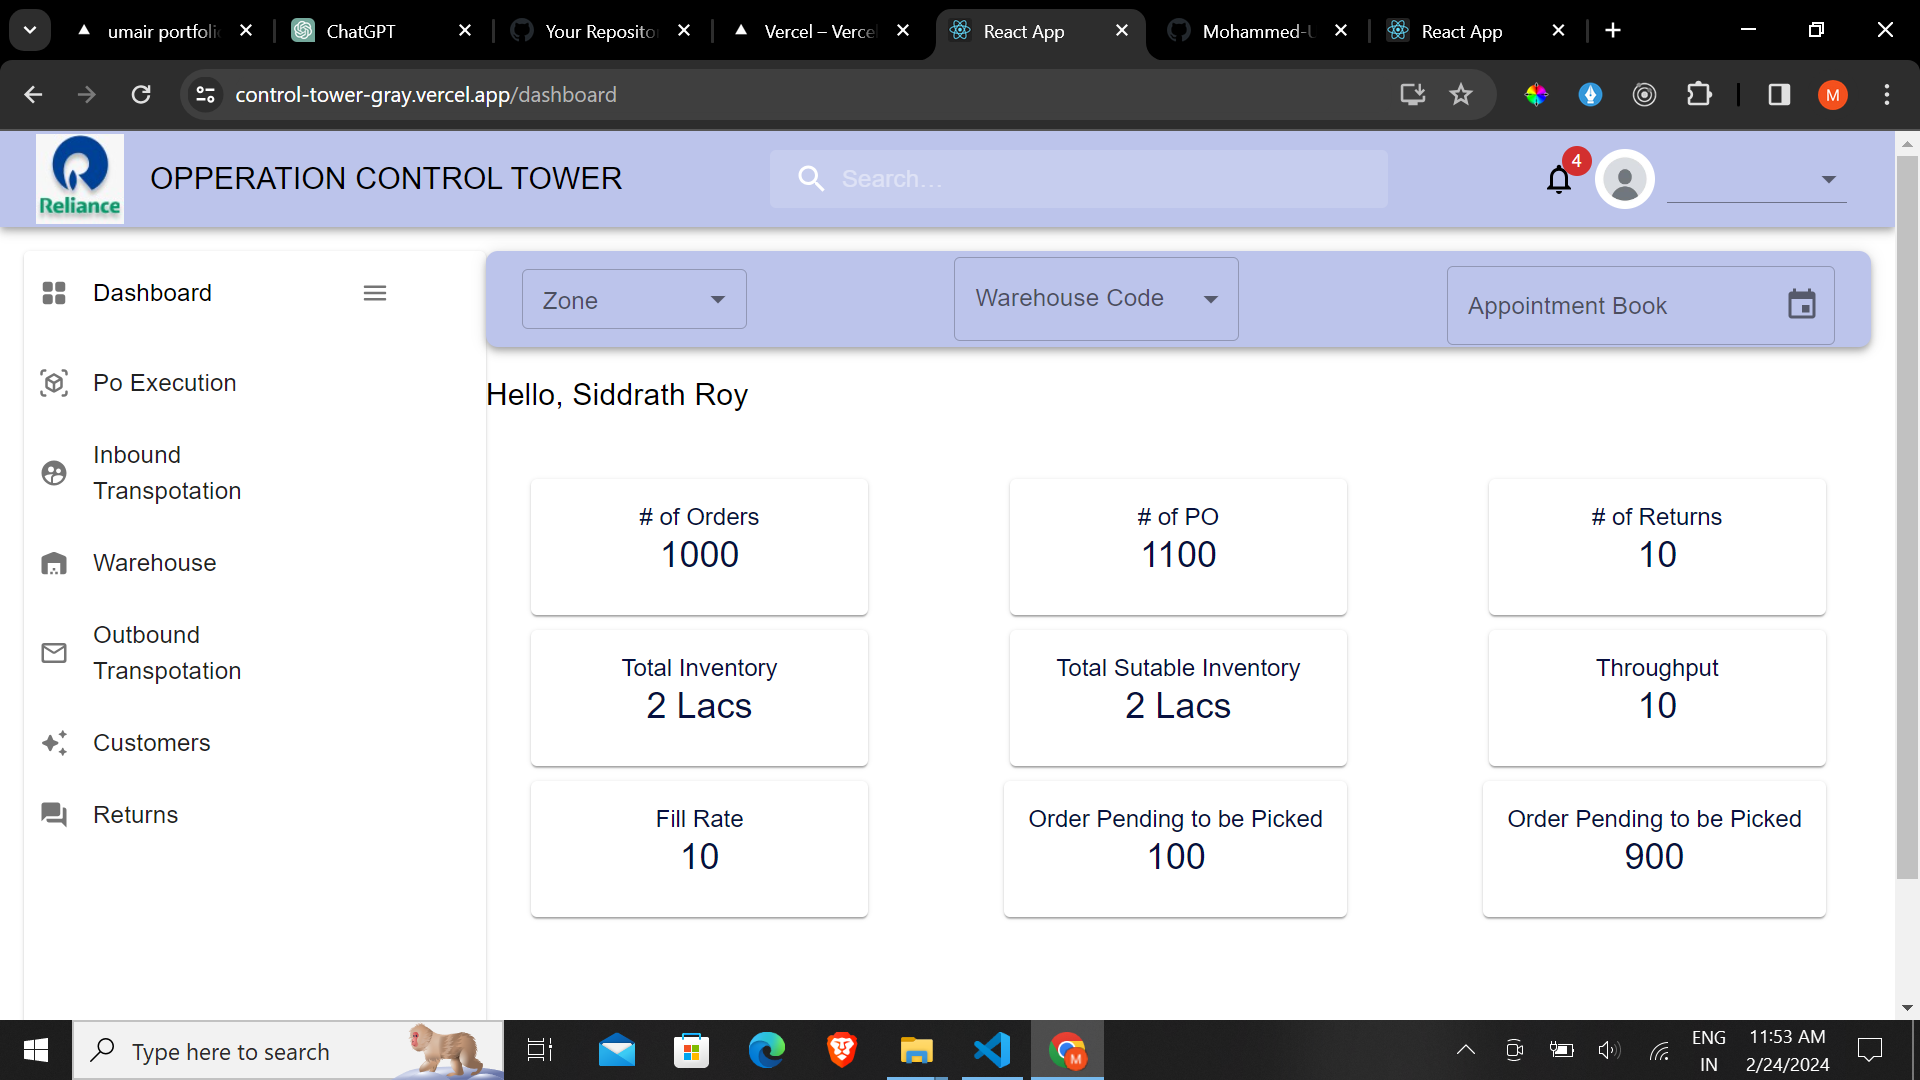 umair portfoli
ChatGPT
Your Reposito
Vercel – Vercel
React App
Mohammed-U
React App
control-tower-gray.vercel.app/dashboard
M
Reliance
OPPERATION CONTROL TOWER
Search…
4
Dashboard
Zone
Warehouse Code
Appointment Book
Po Execution
Hello, Siddrath Roy
Inbound
Transpotation
Warehouse
Outbound
Transpotation
Customers
Returns
# of Orders
1000
# of PO
1100
# of Returns
10
Total Inventory
2 Lacs
Total Sutable Inventory
2 Lacs
Throughput
10
Fill Rate
10
Order Pending to be Picked
100
Order Pending to be Picked
900
Type here to search
M
ENG
IN
11:53 AM
2/24/2024